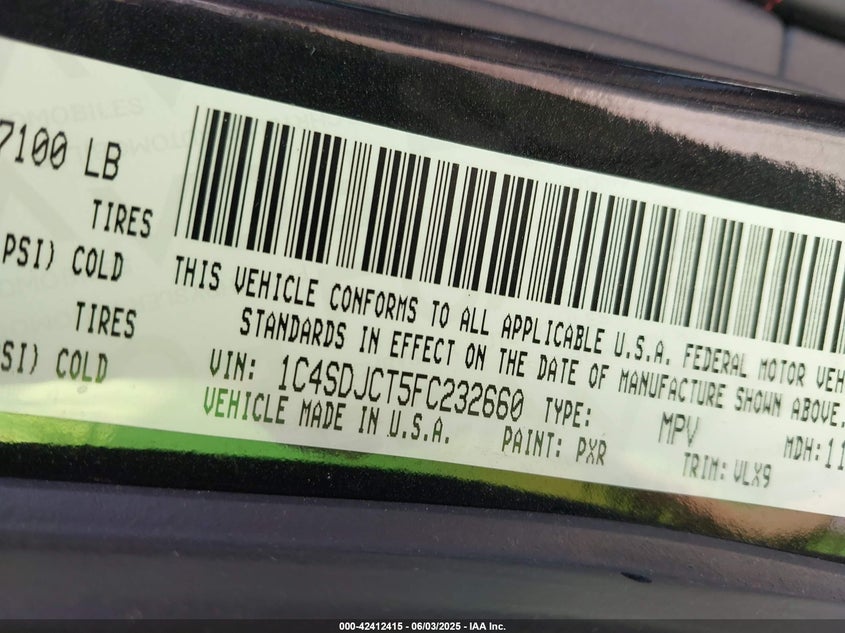 7100 LB
TIRES
PSI) COLD
TIRES
SI) COLD
THIS VEHICLE CONFORMS TO ALL APPLICABLE U.S.A. FEDERAL MOTOR VEH
STANDARDS IN EFFECT ON THE DATE OF MANUFACTURE SHOWN ABOVE.
VIN: 1C4SDJCT5FC232660 TYPE: MPV MDH: 11
VEHICLE MADE IN U.S.A. PAINT: PXR TRIM: VLX9
000-42412415 - 06/03/2025 - IAA Inc.